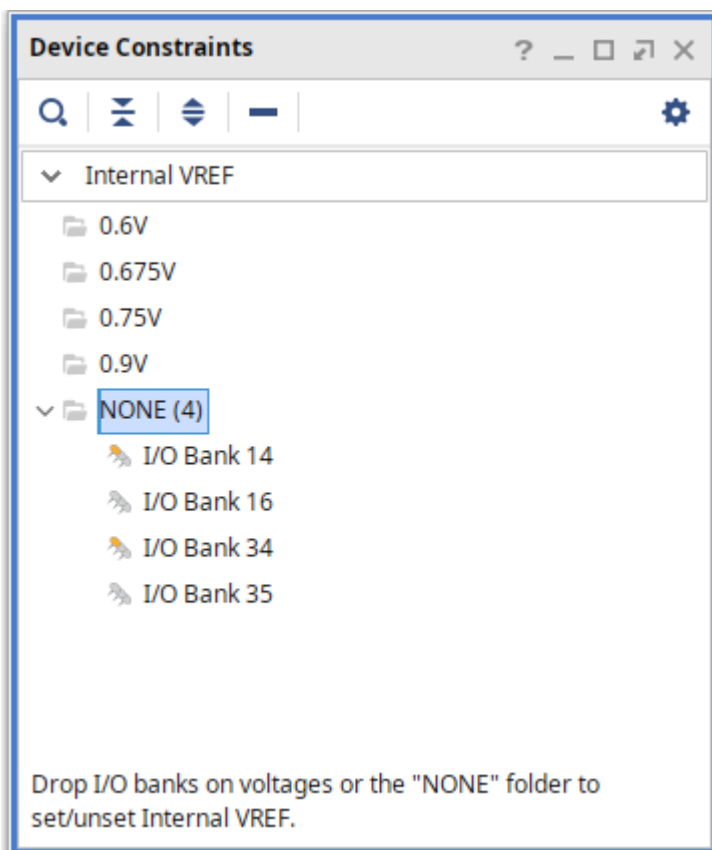 Device Constraints
Internal VREF
0.6V
0.675V
0.75V
0.9V
NONE (4)
I/O Bank 14
I/O Bank 16
I/O Bank 34
I/O Bank 35
Drop I/O banks on voltages or the "NONE" folder to
set/unset Internal VREF.